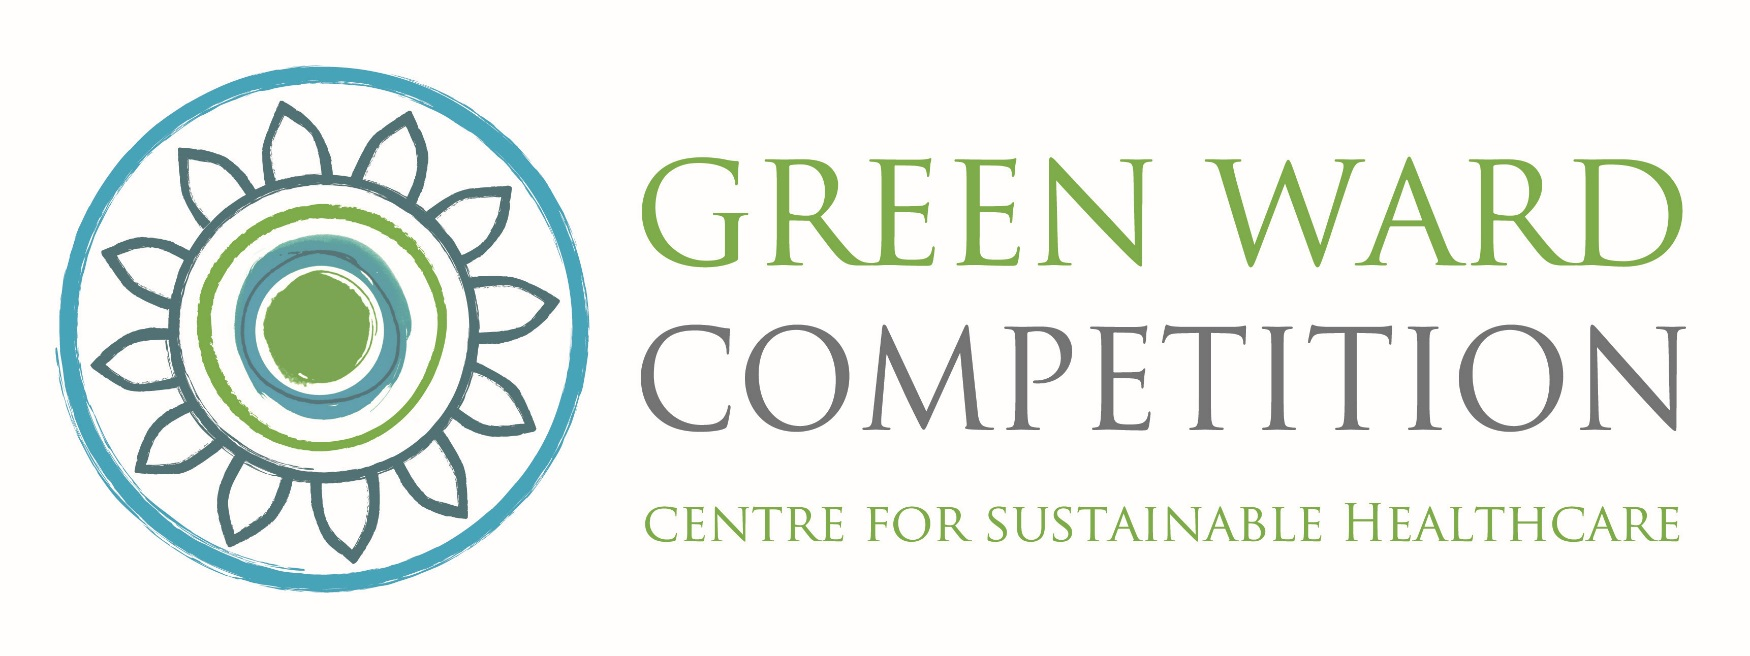 GREEN WARD
COMPETITION
CENTRE FOR SUSTAINABLE HEALTHCARE